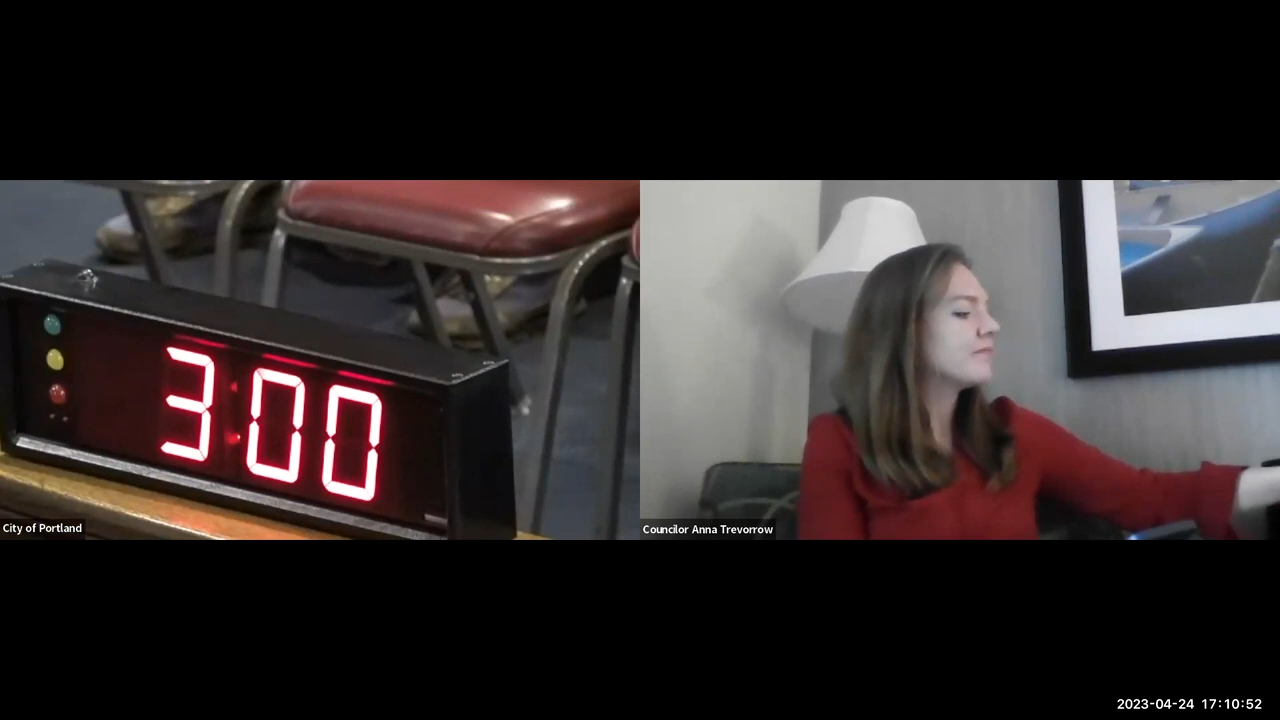 3:00
City of Portland
Councilor Anna Trevorrow
2023-04-24 17:10:52